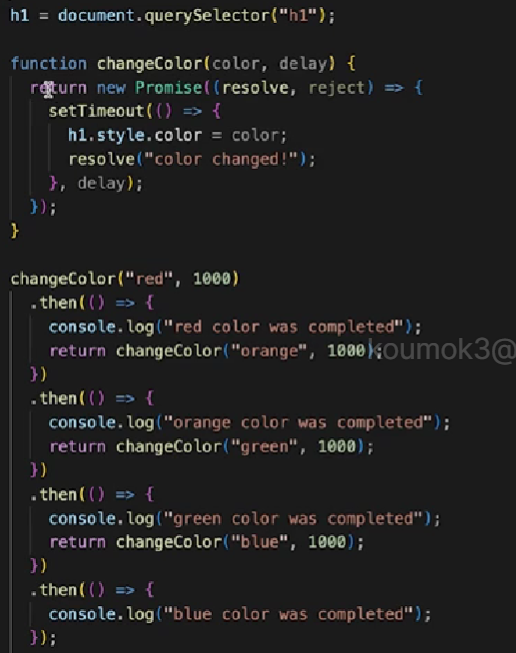 h1 = document.querySelector("h1");

function changeColor(color, delay) {
  return new Promise((resolve, reject) => {
    setTimeout(() => {
      h1.style.color = color;
      resolve("color changed!");
    }, delay);
  });
}

changeColor("red", 1000)
  .then(() => {
    console.log("red color was completed");
    return changeColor("orange", 1000);
  })
  .then(() => {
    console.log("orange color was completed");
    return changeColor("green", 1000);
  })
  .then(() => {
    console.log("green color was completed");
    return changeColor("blue", 1000);
  })
  .then(() => {
    console.log("blue color was completed");
  });
koumok3@